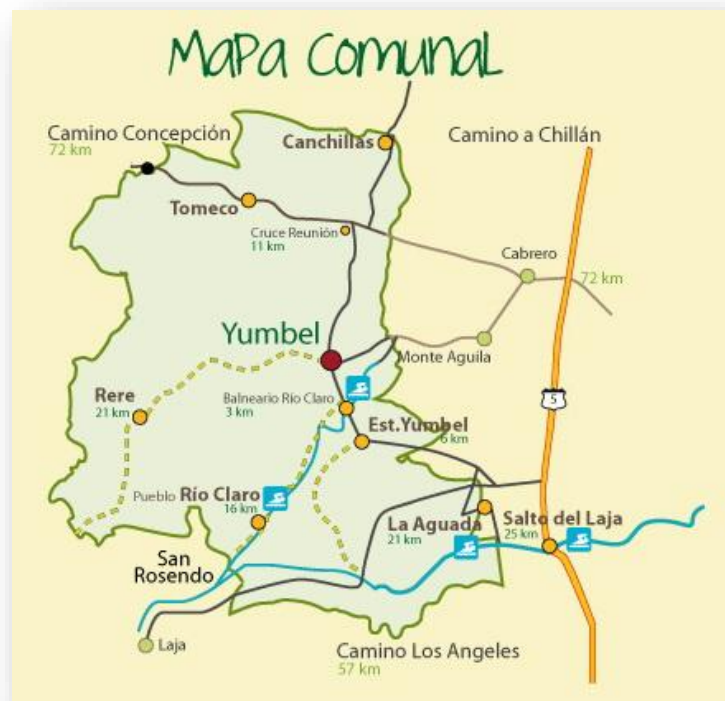 MAPA COMUNAL
Camino Concepción
72 km
Canchillas
Camino a Chillán
Tomeco
Cruce Reunión
11 km
Cabrero
72 km
Yumbel
Monte Aguila
Rere
21 km
Balneario Río Claro
3 km
5
Est.Yumbel
6 km
Pueblo Río Claro
16 km
La Aguada
21 km
Salto del Laja
25 km
San
Rosendo
Laja
Camino Los Angeles
57 km